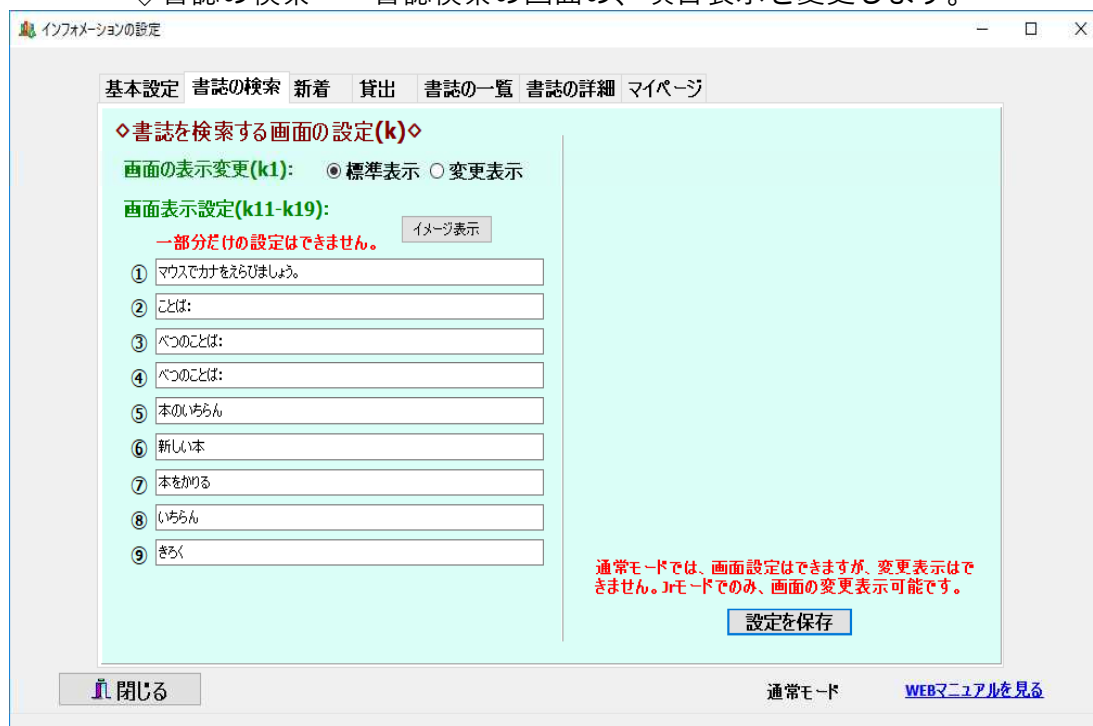 ◇書誌の検索　　書誌検索の画面の、項目表示を変更します。
インフォメーションの設定
基本設定 書誌の検索 新着 貸出 書誌の一覧 書誌の詳細 マイページ
◇書誌を検索する画面の設定(k)◇
画面の表示変更(k1): 標準表示 変更表示
画面表示設定(k11-k19):
イメージ表示
一部分だけの設定はできません。
① マウスでカナをえらびましょう。
② ことば:
③ べつのことば:
④ べつのことば:
⑤ 本のいちらん
⑥ 新しい本
⑦ 本をかりる
⑧ いちらん
⑨ きろく
通常モードでは、画面設定はできますが、変更表示はで
きません。Jrモードでのみ、画面の変更表示可能です。
設定を保存
閉じる 通常モード WEBマニュアルを見る